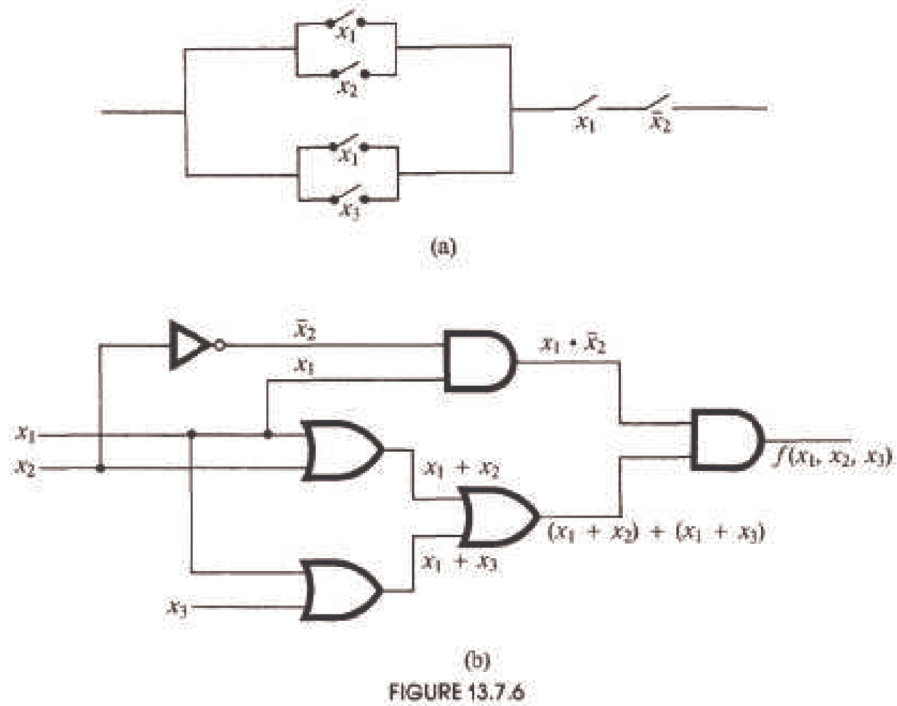 x₁
x₂
x₁ x̄₂
x₁
x₃
(a)
x̄₂
x₁ • x̄₂
x₁
x₁
x₂
f(x₁, x₂, x₃)
x₁ + x₂
(x₁ + x₂) + (x₁ + x₃)
x₁ + x₃
x₃
(b)
FIGURE 13.7.6